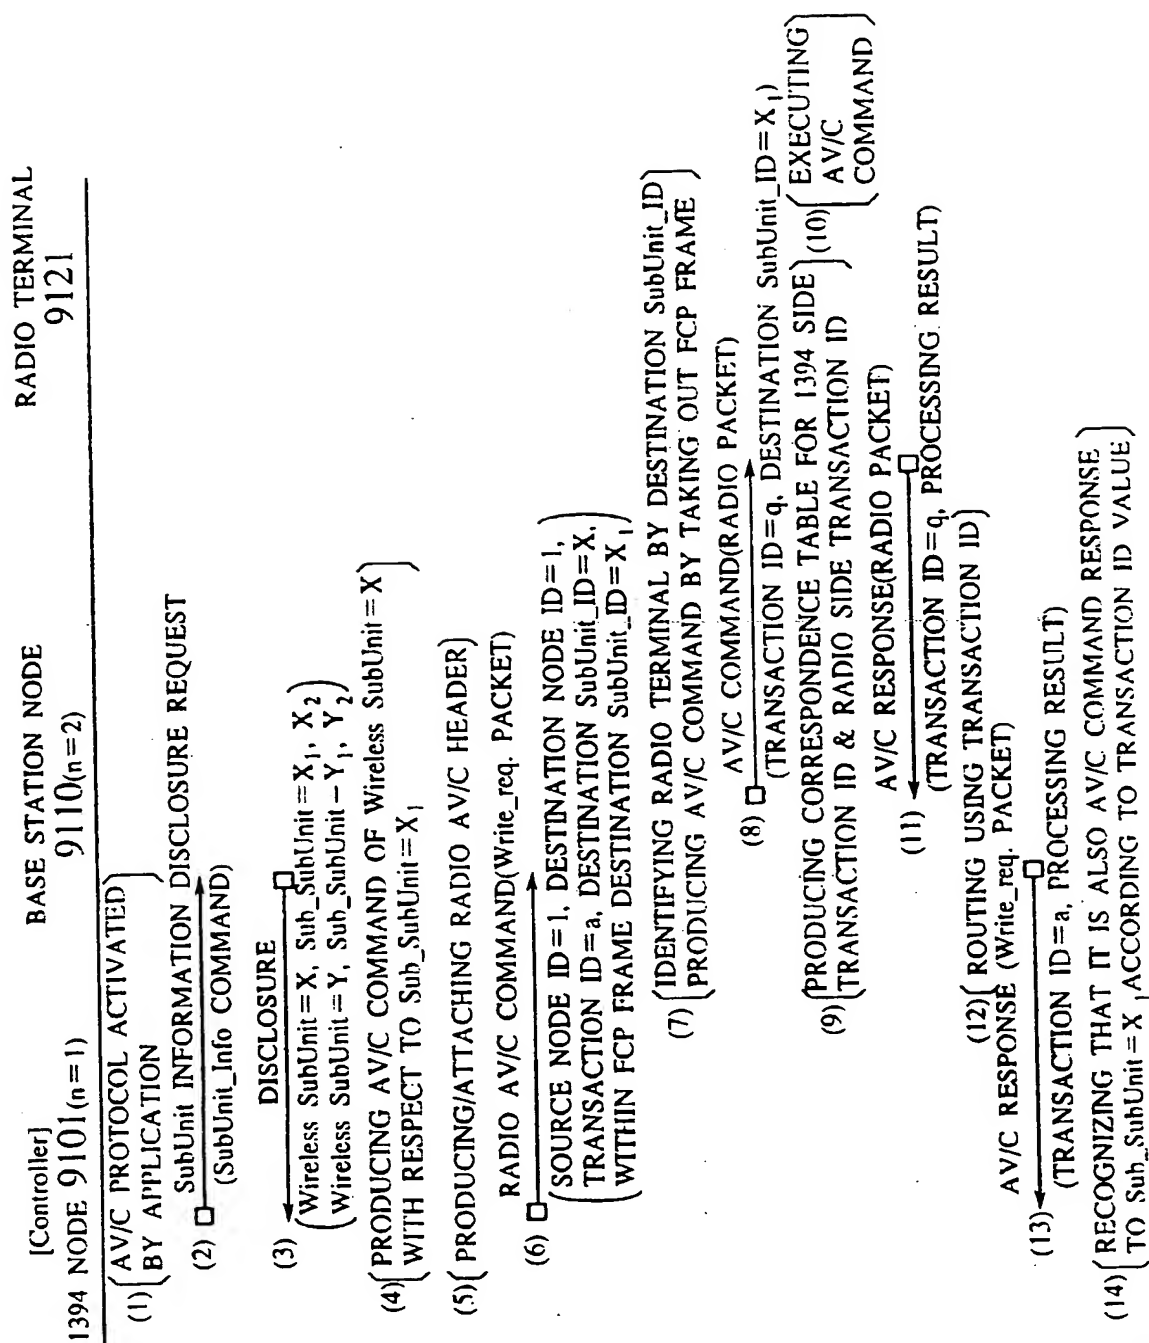 [Controller]
1394 NODE 9101(n=1)
BASE STATION NODE
9110(n=2)
RADIO TERMINAL
9121
(1) AV/C PROTOCOL ACTIVATED
BY APPLICATION
SubUnit INFORMATION DISCLOSURE REQUEST
(2)
(SubUnit_Info COMMAND)
DISCLOSURE
(3)
(Wireless SubUnit=X, Sub_SubUnit=X1, X2)
(Wireless SubUnit=Y, Sub_SubUnit-Y1, Y2)
(4) PRODUCING AV/C COMMAND OF Wireless SubUnit=X
WITH RESPECT TO Sub_SubUnit=X1
(5) PRODUCING/ATTACHING RADIO AV/C HEADER
RADIO AV/C COMMAND(Write_req. PACKET)
(6)
(SOURCE NODE ID=1, DESTINATION NODE ID=1,
TRANSACTION ID=a, DESTINATION SubUnit_ID=X,
WITHIN FCP FRAME DESTINATION SubUnit_ID=X1)
(7) IDENTIFYING RADIO TERMINAL BY DESTINATION SubUnit_ID
PRODUCING AV/C COMMAND BY TAKING OUT FCP FRAME
AV/C COMMAND(RADIO PACKET)
(8)
(TRANSACTION ID=q, DESTINATION SubUnit_ID=X1)
(9) PRODUCING CORRESPONDENCE TABLE FOR 1394 SIDE
TRANSACTION ID & RADIO SIDE TRANSACTION ID
(10) EXECUTING
AV/C
COMMAND
AV/C RESPONSE(RADIO PACKET)
(11)
(TRANSACTION ID=q, PROCESSING RESULT)
(12) ROUTING USING TRANSACTION ID
AV/C RESPONSE (Write_req. PACKET)
(13)
(TRANSACTION ID=a, PROCESSING RESULT)
(14) RECOGNIZING THAT IT IS ALSO AV/C COMMAND RESPONSE
TO Sub_SubUnit=X1 ACCORDING TO TRANSACTION ID VALUE